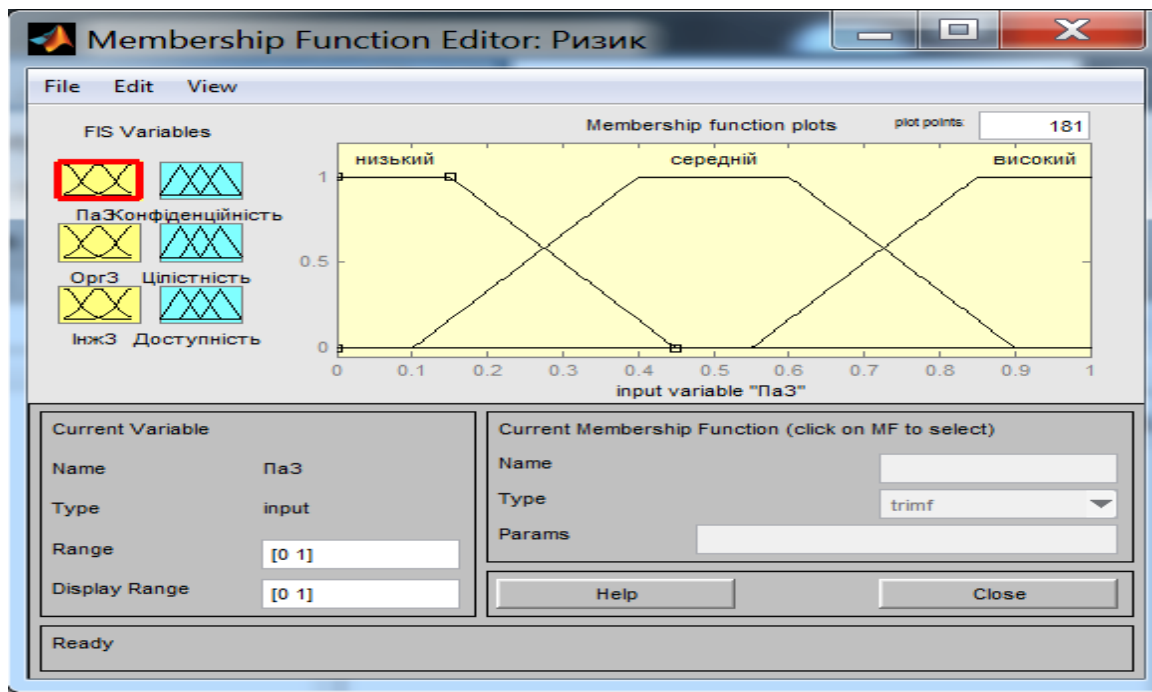 Membership Function Editor: Ризик
File Edit View
FIS Variables
Membership function plots
plot points:
181
ПаЗ
Конфіденційність
ОргЗ
Цілістність
ІнжЗ
Доступність
низький
середній
високий
1
0.5
0
0 0.1 0.2 0.3 0.4 0.5 0.6 0.7 0.8 0.9 1
input variable "ПаЗ"
Current Variable
Name ПаЗ
Type input
Range [0 1]
Display Range [0 1]
Current Membership Function (click on MF to select)
Name
Type trimf
Params
Help
Close
Ready